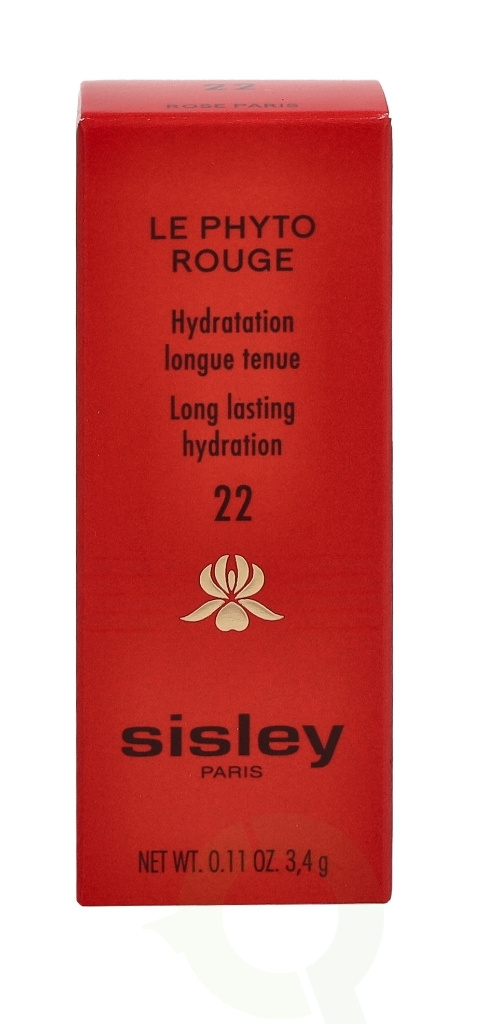 22
ROSE PARIS
LE PHYTO
ROUGE
Hydratation
longue tenue
Long lasting
hydration
22
sisley
PARIS
NET WT. 0.11 OZ. 3,4 g